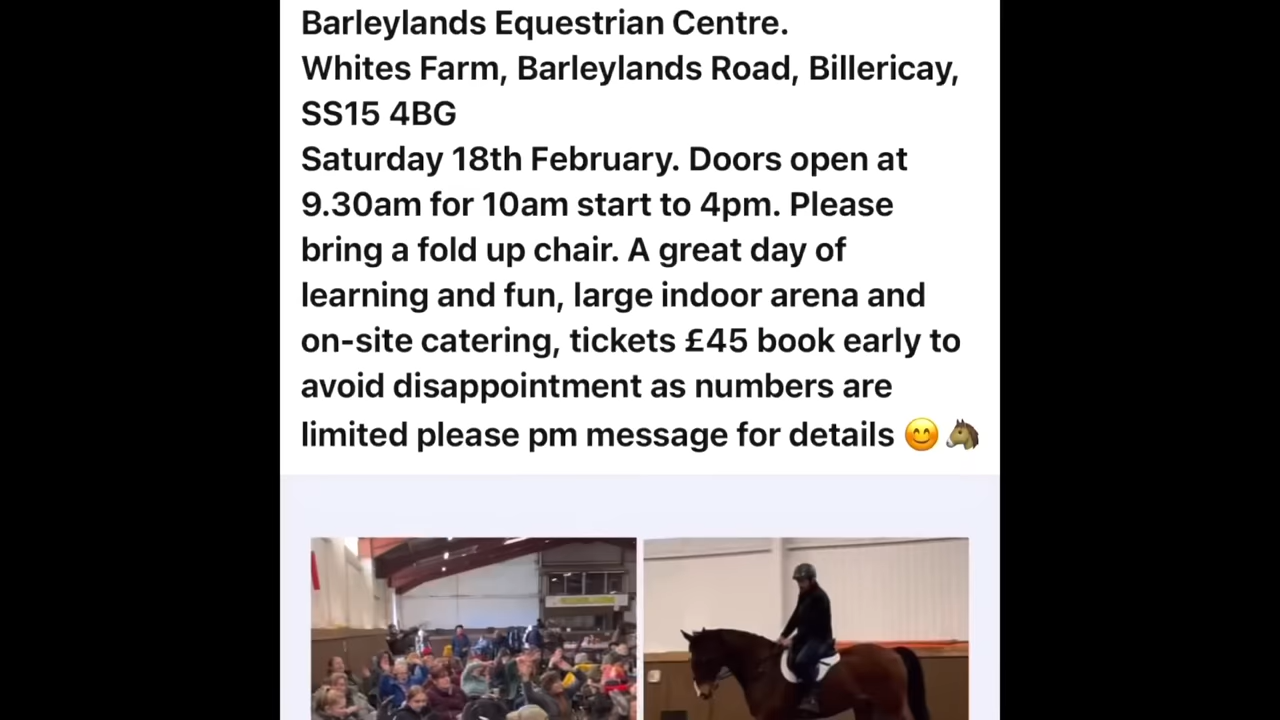 Barleylands Equestrian Centre.
Whites Farm, Barleylands Road, Billericay,
SS15 4BG
Saturday 18th February. Doors open at
9.30am for 10am start to 4pm. Please
bring a fold up chair. A great day of
learning and fun, large indoor arena and
on-site catering, tickets £45 book early to
avoid disappointment as numbers are
limited please pm message for details 😊🐴